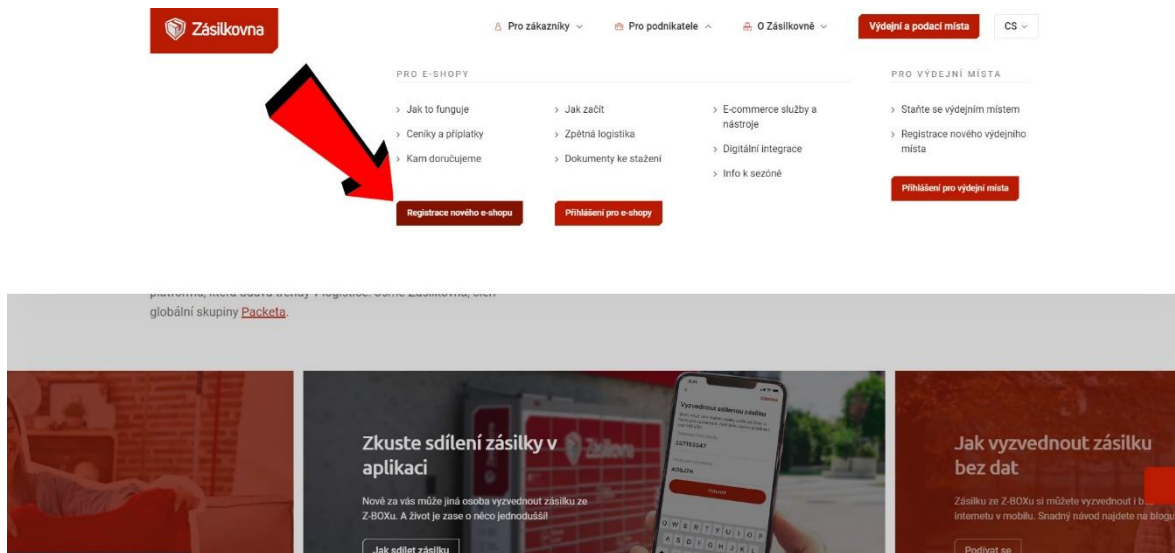 Zásilkovna
Pro zákazníky
Pro podnikatele
O Zásilkovně
Výdejní a podací místa
CS
PRO E-SHOPY
Jak to funguje
Ceníky a příplatky
Kam doručujeme
Jak začít
Zpětná logistika
Dokumenty ke stažení
E-commerce služby a
nástroje
Digitální integrace
Info k sezóně
Registrace nového e-shopu
Přihlášení pro e-shopy
PRO VÝDEJNÍ MÍSTA
Staňte se výdejním místem
Registrace nového výdejního
místa
Přihlášení pro výdejní místa
globální skupiny Packeta.
Zkuste sdílení zásilky v
aplikaci
Nově za vás může jiná osoba vyzvednout zásilku ze
Z-BOXu. A život je zase o něco jednodušší!
Jak sdílet zásilku
Vyzvednout sdílenou zásilku
Jak vyzvednout zásilku
bez dat
Zásilku ze Z-BOXu si můžete vyzvednout i b
internetu v mobilu. Snadný návod najdete na blogu
Podívat se